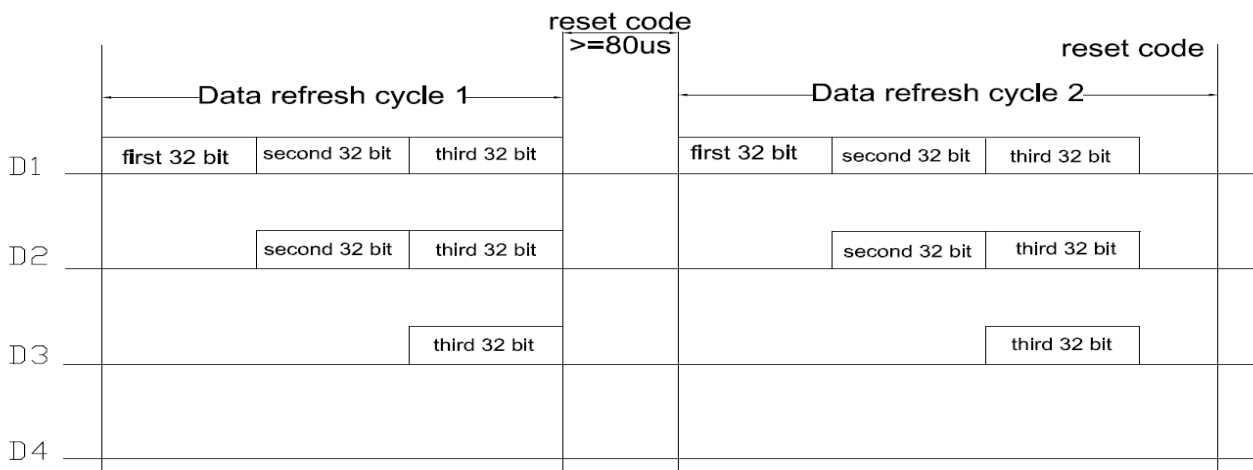 reset code
>=80us
reset code
Data refresh cycle 1
Data refresh cycle 2
D1 first 32 bit second 32 bit third 32 bit first 32 bit second 32 bit third 32 bit
D2 second 32 bit third 32 bit second 32 bit third 32 bit
D3 third 32 bit third 32 bit
D4